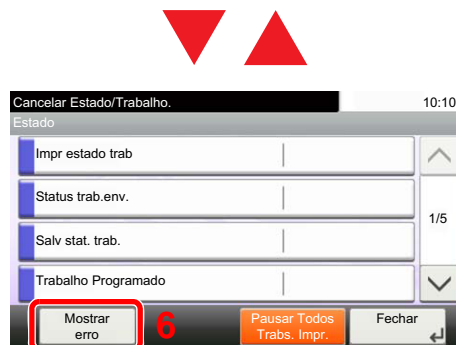 Cancelar Estado/Trabalho.
10:10
Estado
Impr estado trab
Status trab.env.
1/5
Salv stat. trab.
Trabalho Programado
Mostrar
erro
6
Pausar Todos
Trabs. Impr.
Fechar